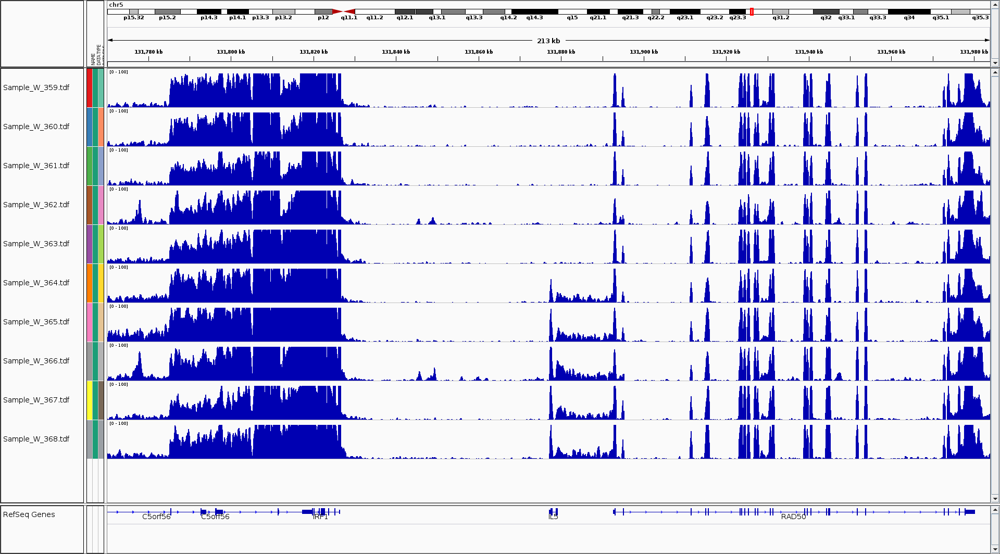 chr5
p15.32 p15.2 p14.3 p14.1 p13.3 p13.2 p12 q11.1 q11.2 q12.1 q13.1 q13.3 q14.2 q14.3 q15 q21.1 q21.3 q22.2 q23.1 q23.2 q23.3 q31.2 q32 q33.1 q33.3 q34 q35.1 q35.3
213 kb
131,780 kb 131,800 kb 131,820 kb 131,840 kb 131,860 kb 131,880 kb 131,900 kb 131,920 kb 131,940 kb 131,960 kb 131,980 kb
NAME
DATA TYPE
[0 - 100]
Sample_W_359.tdf
[0 - 100]
Sample_W_360.tdf
[0 - 100]
Sample_W_361.tdf
[0 - 100]
Sample_W_362.tdf
[0 - 100]
Sample_W_363.tdf
[0 - 100]
Sample_W_364.tdf
[0 - 100]
Sample_W_365.tdf
[0 - 100]
Sample_W_366.tdf
[0 - 100]
Sample_W_367.tdf
[0 - 100]
Sample_W_368.tdf
RefSeq Genes
C5orf56 C5orf56 IRF1 IL5 RAD50